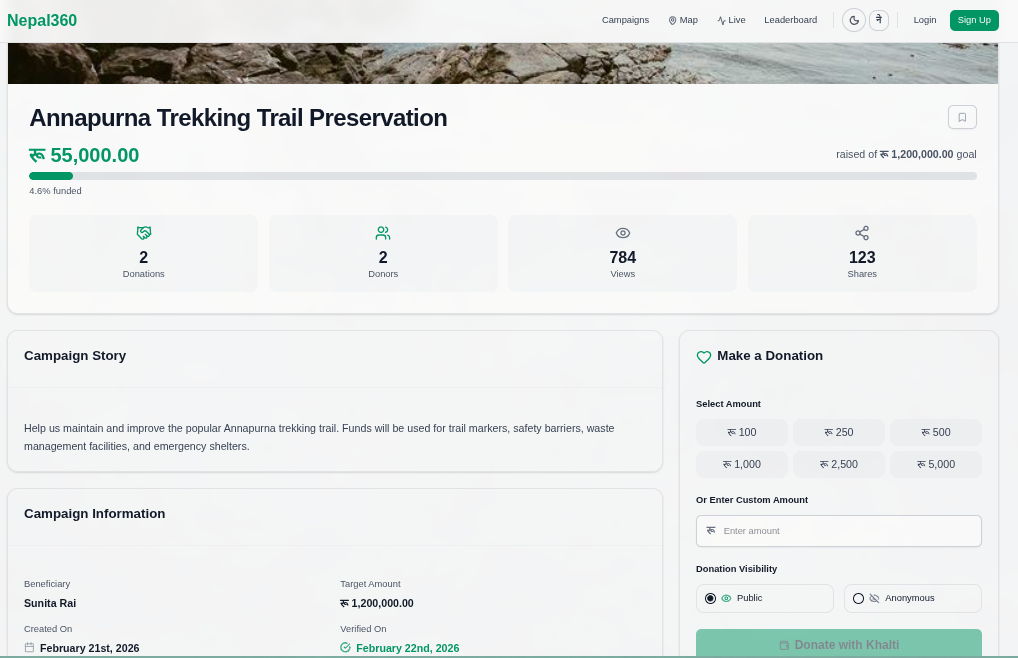 Nepal360
Campaigns Map Live Leaderboard ने Login Sign Up
Annapurna Trekking Trail Preservation
रू 55,000.00
raised of रू 1,200,000.00 goal
4.6% funded
2
Donations
2
Donors
784
Views
123
Shares
Campaign Story
Help us maintain and improve the popular Annapurna trekking trail. Funds will be used for trail markers, safety barriers, waste
management facilities, and emergency shelters.
Campaign Information
Beneficiary
Sunita Rai
Target Amount
रू 1,200,000.00
Created On
February 21st, 2026
Verified On
February 22nd, 2026
Make a Donation
Select Amount
रू 100 रू 250 रू 500
रू 1,000 रू 2,500 रू 5,000
Or Enter Custom Amount
रू Enter amount
Donation Visibility
Public Anonymous
Donate with Khalti